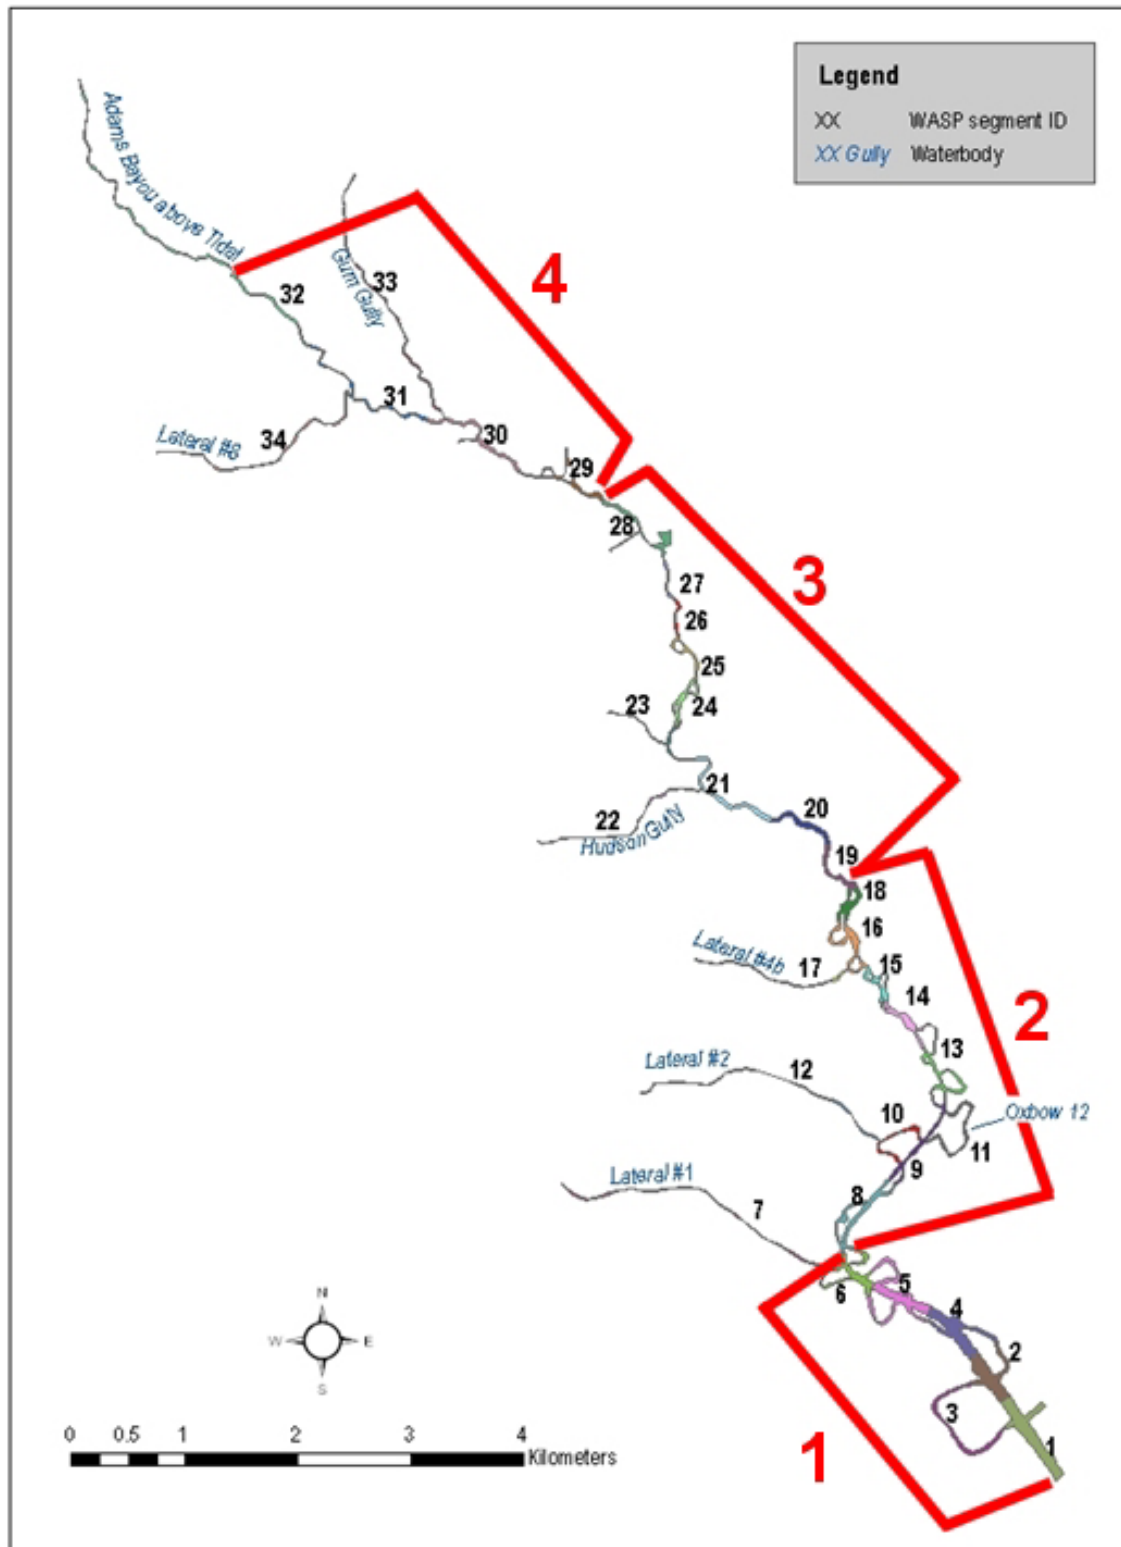 Legend
XX WASP segment ID
XX Gully Waterbody
Adams Bayou above Tidal
4
Gum Gully
33
32
31
34
Lateral #8
30
29
28
3
27
26
25
24
23
21
20
22
Hudson Gully
19
18
16
Lateral #4b
17
15
14
2
13
Lateral #2
12
10
Oxbow 12
11
9
Lateral #1
8
7
5
6
4
2
3
1
1
N
W E
S
0 0.5 1 2 3 4
Kilometers